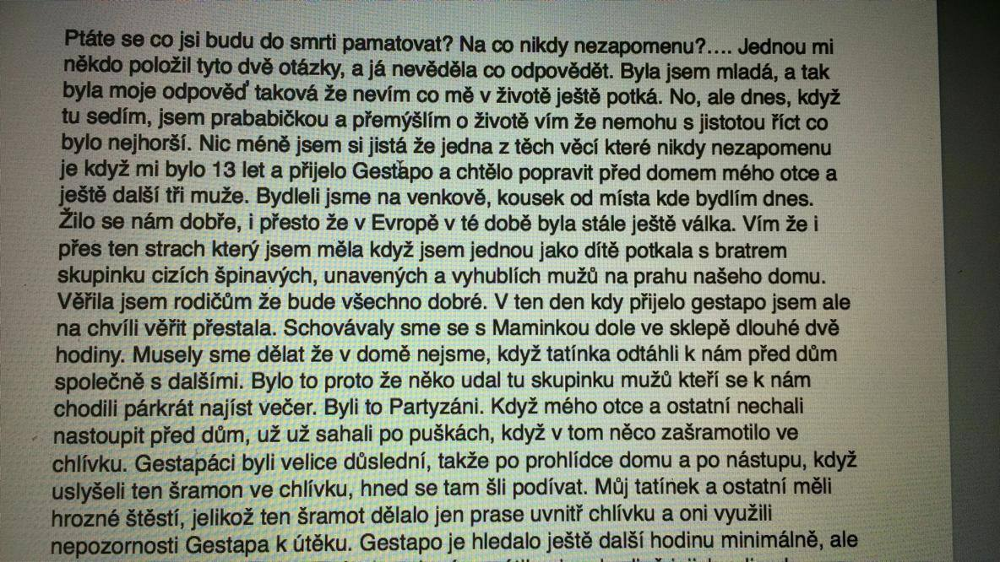 Ptáte se co jsi budu do smrti pamatovat? Na co nikdy nezapomenu?.... Jednou mi
někdo položil tyto dvě otázky, a já nevěděla co odpovědět. Byla jsem mladá, a tak
byla moje odpověď taková že nevím co mě v životě ještě potká. No, ale dnes, když
tu sedím, jsem prababičkou a přemýšlím o životě vím že nemohu s jistotou říct co
bylo nejhorší. Nic méně jsem si jistá že jedna z těch věcí které nikdy nezapomenu
je když mi bylo 13 let a přijelo Gestapo a chtělo popravit před domem mého otce a
ještě další tři muže. Bydleli jsme na venkově, kousek od místa kde bydlím dnes.
Žilo se nám dobře, i přesto že v Evropě v té době byla stále ještě válka. Vím že i
přes ten strach který jsem měla když jsem jednou jako dítě potkala s bratrem
skupinku cizích špinavých, unavených a vyhublích mužů na prahu našeho domu.
Věřila jsem rodičům že bude všechno dobré. V ten den kdy přijelo gestapo jsem ale
na chvíli věřit přestala. Schovávaly sme se s Maminkou dole ve sklepě dlouhé dvě
hodiny. Musely sme dělat že v domě nejsme, když tatínka odtáhli k nám před dům
společně s dalšími. Bylo to proto že něko udal tu skupinku mužů kteří se k nám
chodili párkrát najíst večer. Byli to Partyzáni. Když mého otce a ostatní nechali
nastoupit před dům, už už sahali po puškách, když v tom něco zašramotilo ve
chlívku. Gestapáci byli velice důslední, takže po prohlídce domu a po nástupu, když
uslyšeli ten šramon ve chlívku, hned se tam šli podívat. Můj tatínek a ostatní měli
hrozné štěstí, jelikož ten šramot dělalo jen prase uvnitř chlívku a oni využili
nepozornosti Gestapa k útěku. Gestapo je hledalo ještě další hodinu minimálně, ale